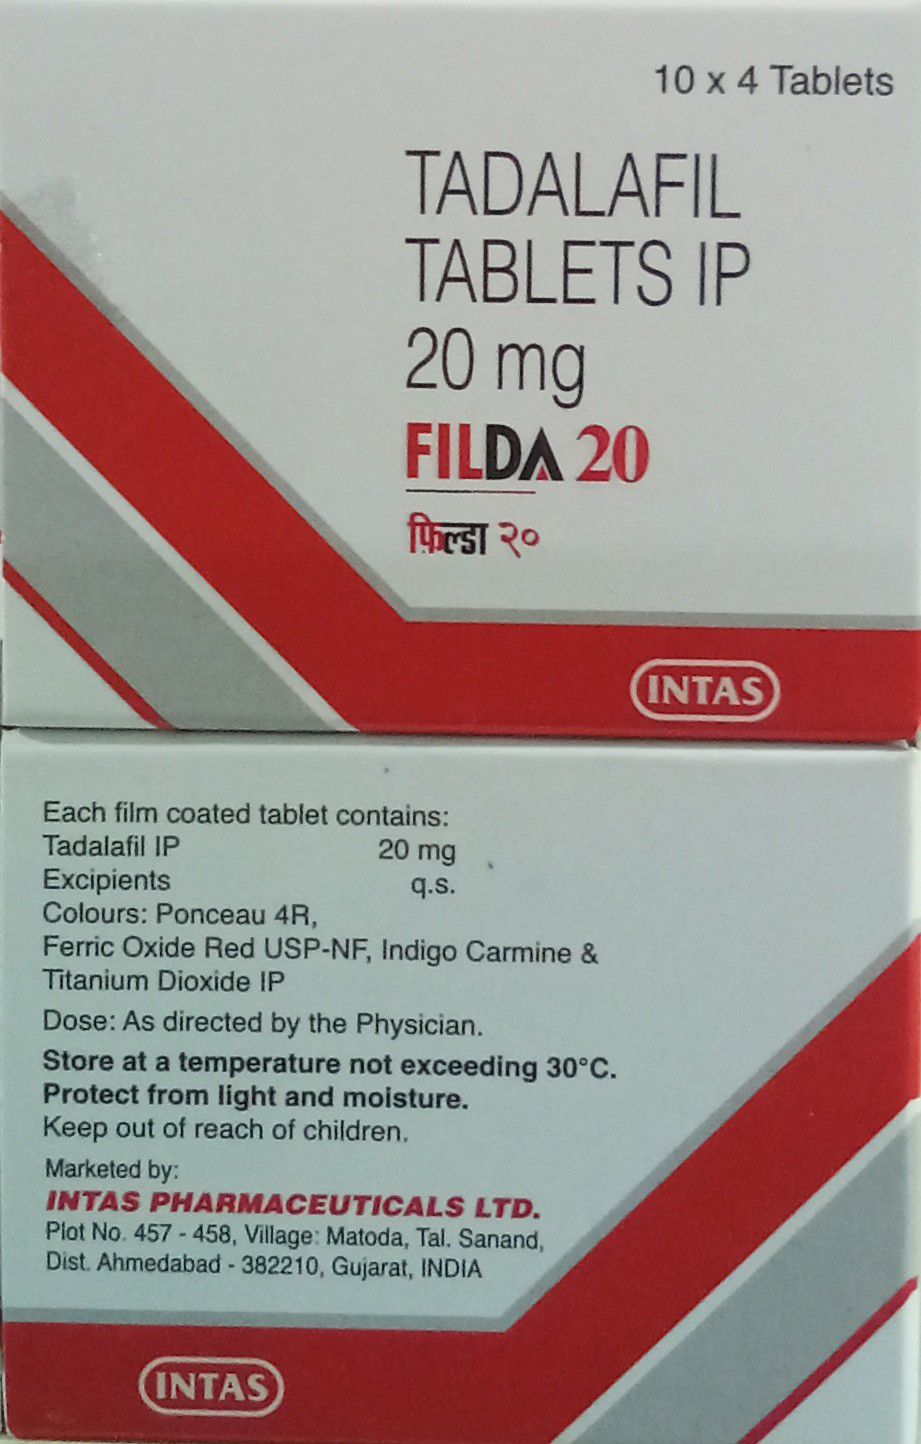 10 x 4 Tablets
TADALAFIL
TABLETS IP
20 mg
FILDA 20
फ़िल्डा २०
INTAS
Each film coated tablet contains:
Tadalafil IP 20 mg
Excipients q.s.
Colours: Ponceau 4R,
Ferric Oxide Red USP-NF, Indigo Carmine &
Titanium Dioxide IP
Dose: As directed by the Physician.
Store at a temperature not exceeding 30°C.
Protect from light and moisture.
Keep out of reach of children.
Marketed by:
INTAS PHARMACEUTICALS LTD.
Plot No. 457 - 458, Village: Matoda, Tal. Sanand,
Dist. Ahmedabad - 382210, Gujarat, INDIA
INTAS